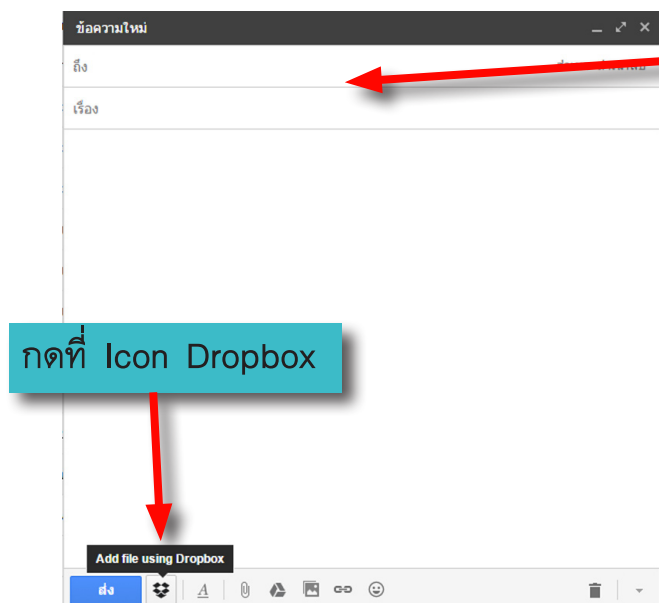 ข้อความใหม่
ถึง
เรื่อง
กดที่ Icon Dropbox
Add file using Dropbox
ส่ง
A